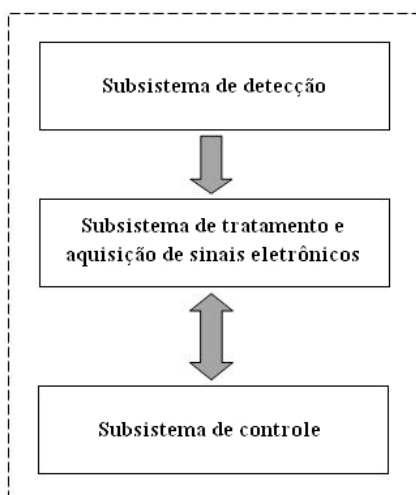 Subsistema de detecção
Subsistema de tratamento e
aquisição de sinais eletrônicos
Subsistema de controle